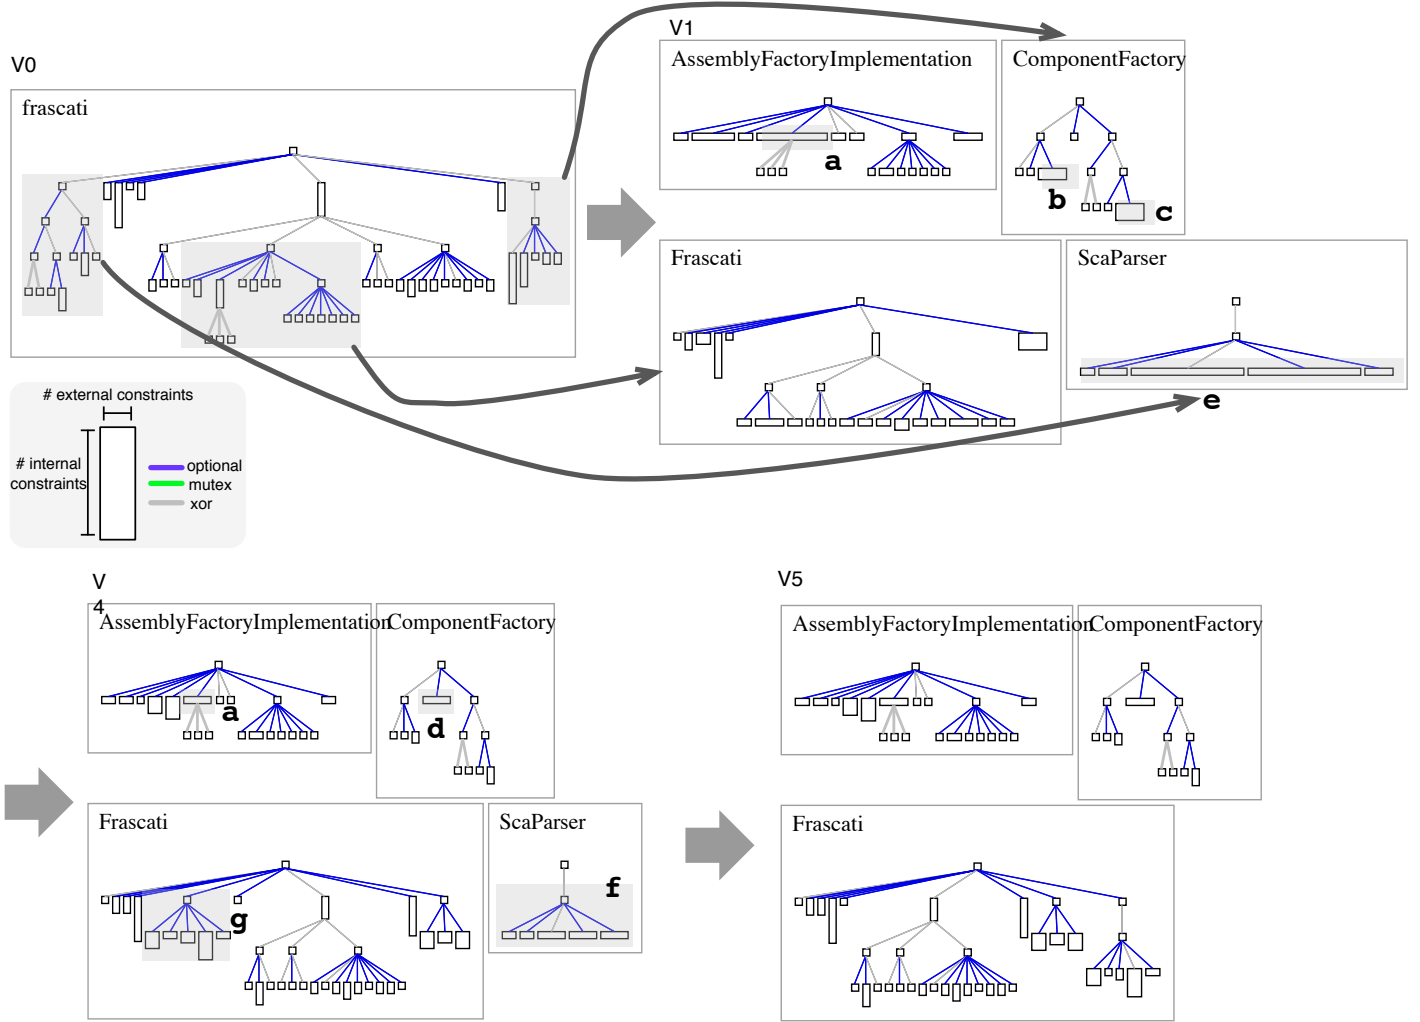 V0
frascati
V1
AssemblyFactoryImplementation
ComponentFactory
a
b
c
Frascati
ScaParser
e
# external constraints
# internal
constraints
optional
mutex
xor
V
4
AssemblyFactoryImplementation
ComponentFactory
a
d
Frascati
g
ScaParser
f
V5
AssemblyFactoryImplementation
ComponentFactory
Frascati